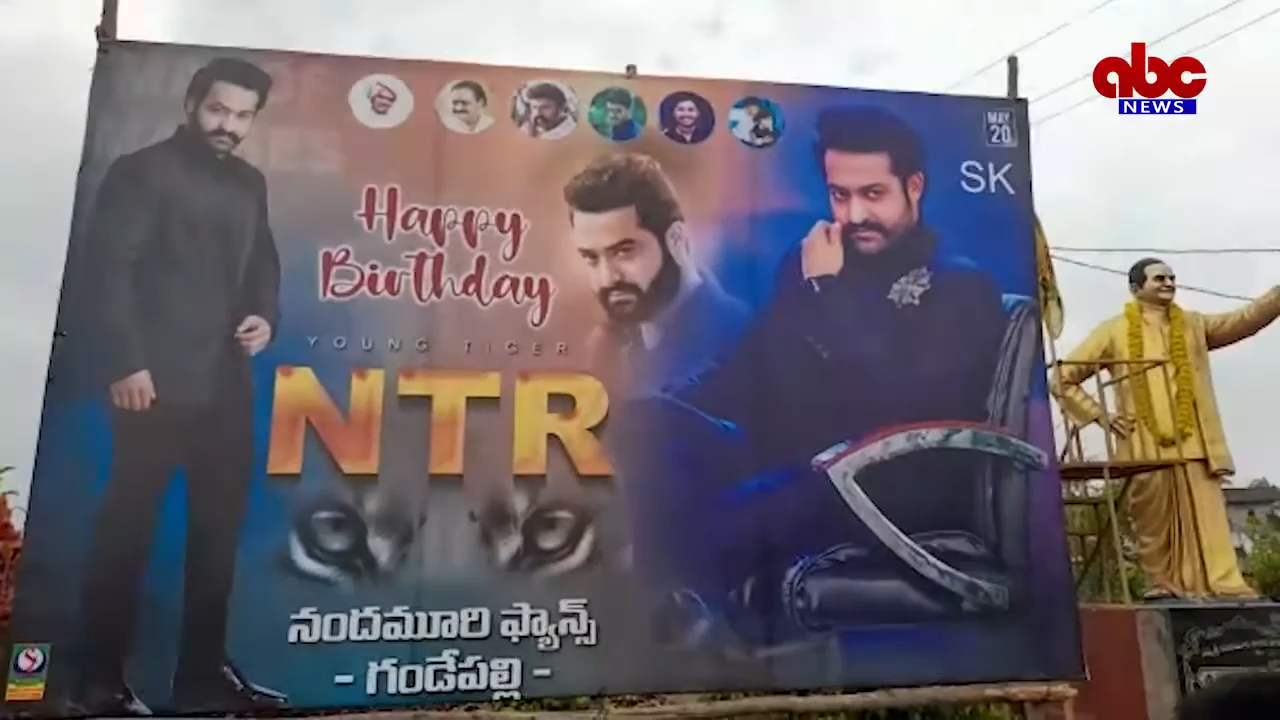 abc
NEWS
MAY
20
SK
Happy
Birthday
YOUNG TIGER
NTR
నందమూరి ఫ్యాన్స్
- గండేపల్లి -
S